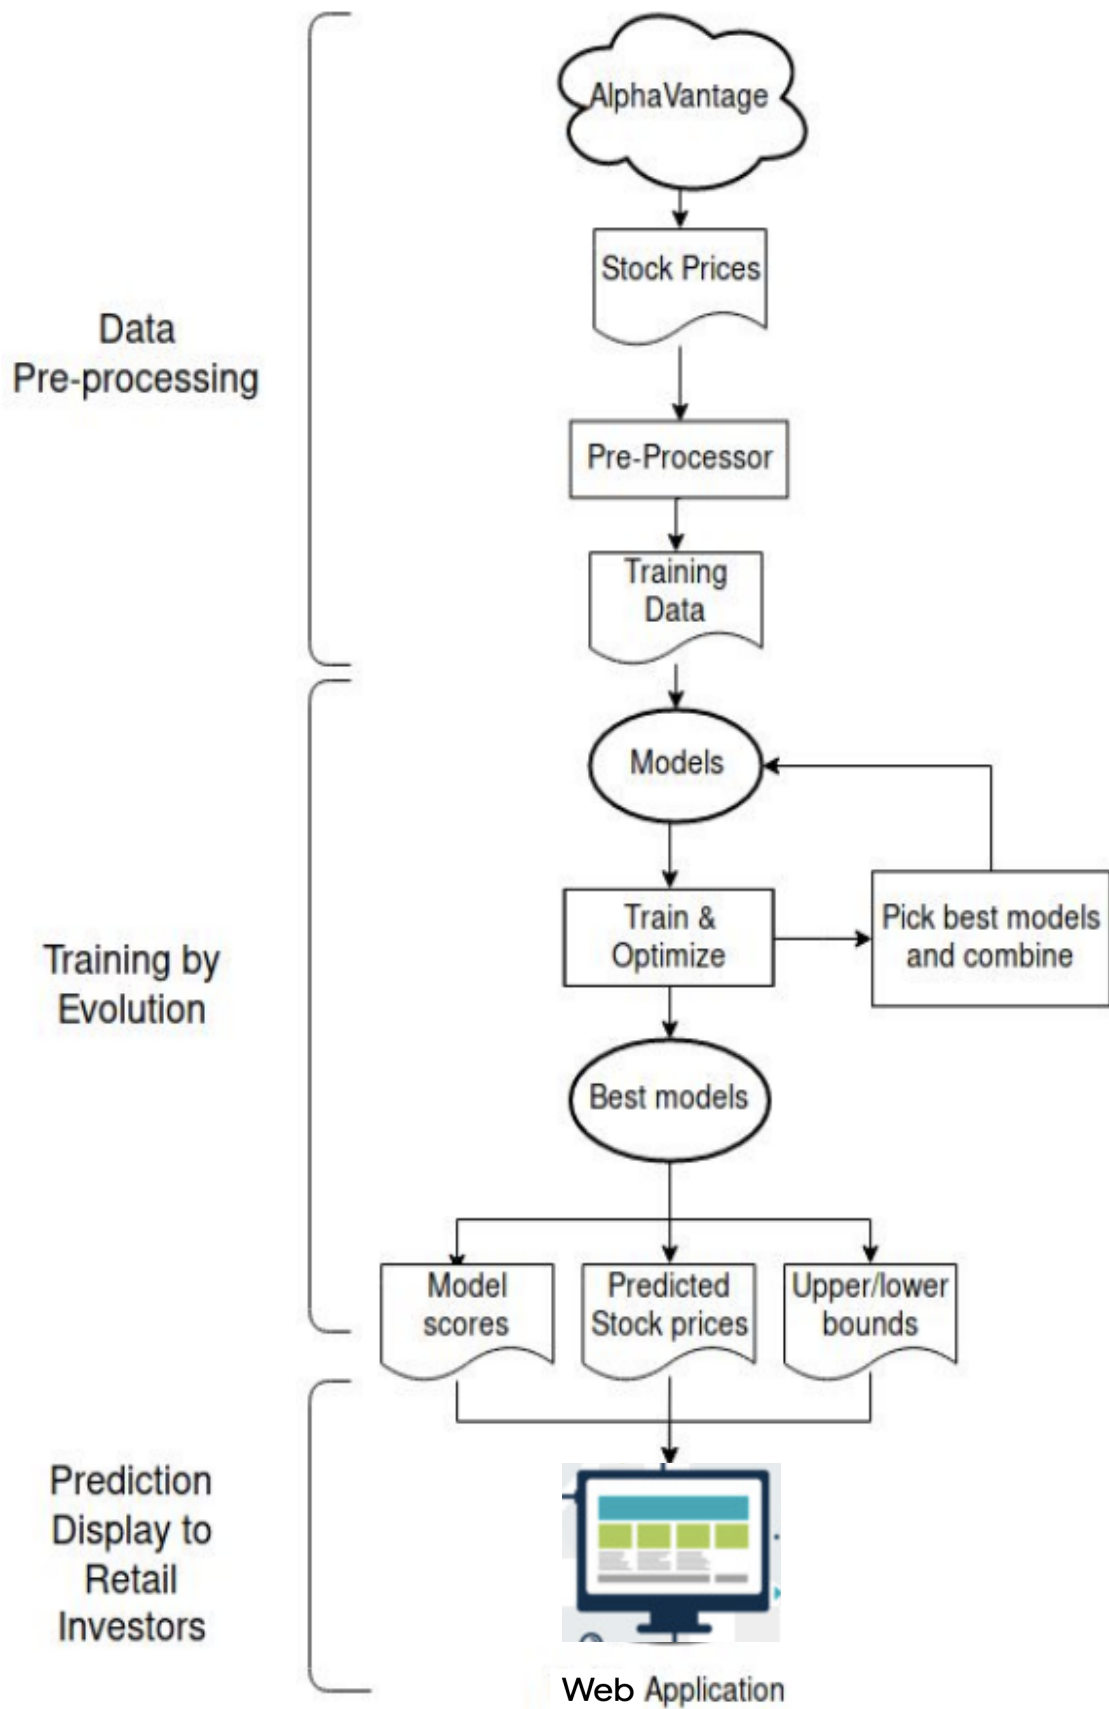 AlphaVantage
Stock Prices
Data
Pre-processing
Pre-Processor
Training
Data
Models
Train &
Optimize
Pick best models
and combine
Training by
Evolution
Best models
Model
scores
Predicted
Stock prices
Upper/lower
bounds
Prediction
Display to
Retail
Investors
Web Application